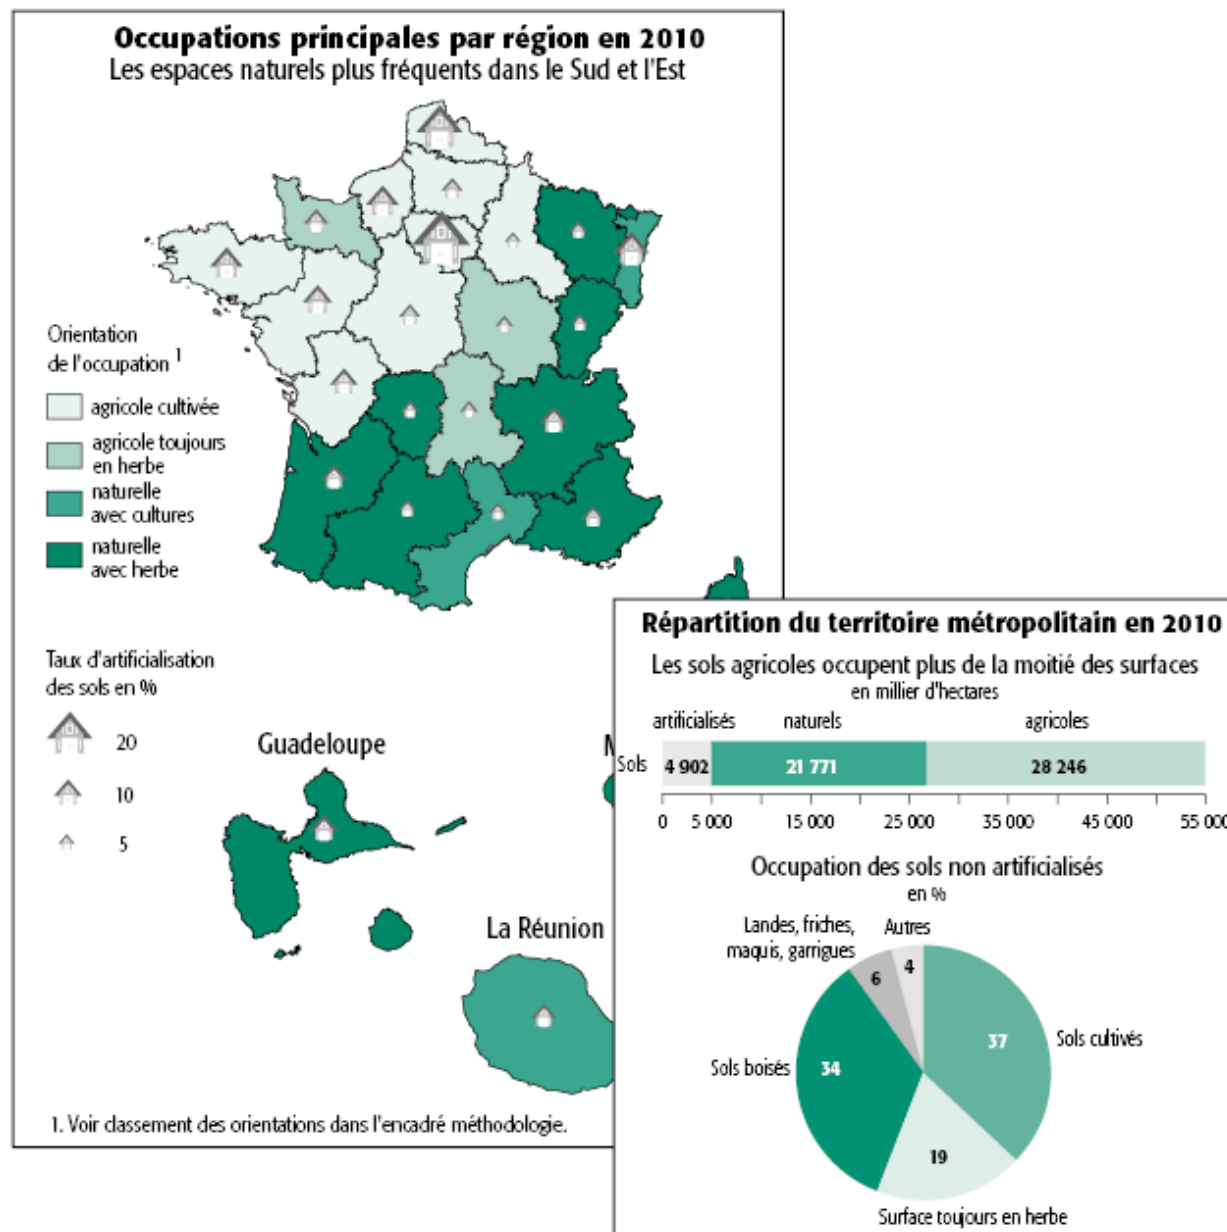 Occupations principales par région en 2010
Les espaces naturels plus fréquents dans le Sud et l'Est
Orientation
de l'occupation 1
agricole cultivée
agricole toujours
en herbe
naturelle
avec cultures
naturelle
avec herbe
Taux d'artificialisation
des sols en %
20
10
5
Guadeloupe
M
La Réunion
1. Voir classement des orientations dans l'encadré méthodologie.
Répartition du territoire métropolitain en 2010
Les sols agricoles occupent plus de la moitié des surfaces
en millier d'hectares
artificialisés naturels agricoles
Sols 4 902 21 771 28 246
0 5 000 15 000 25 000 35 000 45 000 55 000
Occupation des sols non artificialisés
en %
Landes, friches,
maquis, garrigues
Autres
6
4
37
Sols cultivés
Sols boisés
34
19
Surface toujours en herbe